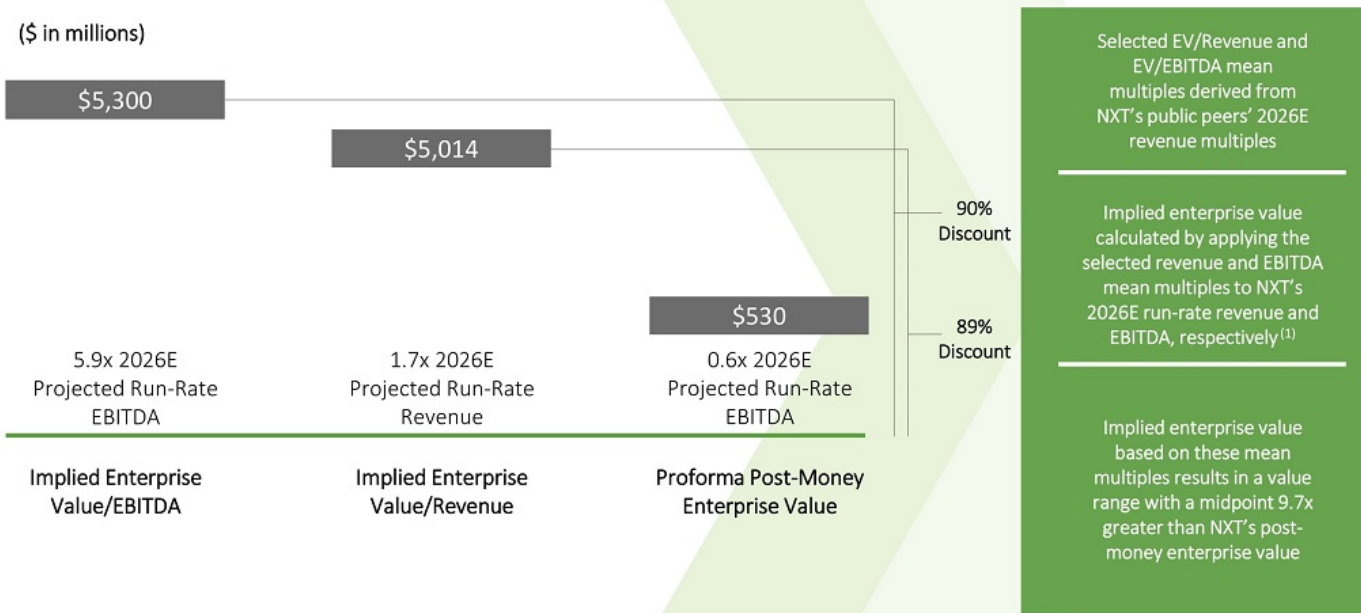 ($ in millions)
$5,300
$5,014
$530
90%
Discount
89%
Discount
5.9x 2026E
Projected Run-Rate
EBITDA
1.7x 2026E
Projected Run-Rate
Revenue
0.6x 2026E
Projected Run-Rate
EBITDA
Implied Enterprise
Value/EBITDA
Implied Enterprise
Value/Revenue
Proforma Post-Money
Enterprise Value
Selected EV/Revenue and
EV/EBITDA mean
multiples derived from
NXT’s public peers’ 2026E
revenue multiples
Implied enterprise value
calculated by applying the
selected revenue and EBITDA
mean multiples to NXT’s
2026E run-rate revenue and
EBITDA, respectively(1)
Implied enterprise value
based on these mean
multiples results in a value
range with a midpoint 9.7x
greater than NXT’s post-
money enterprise value